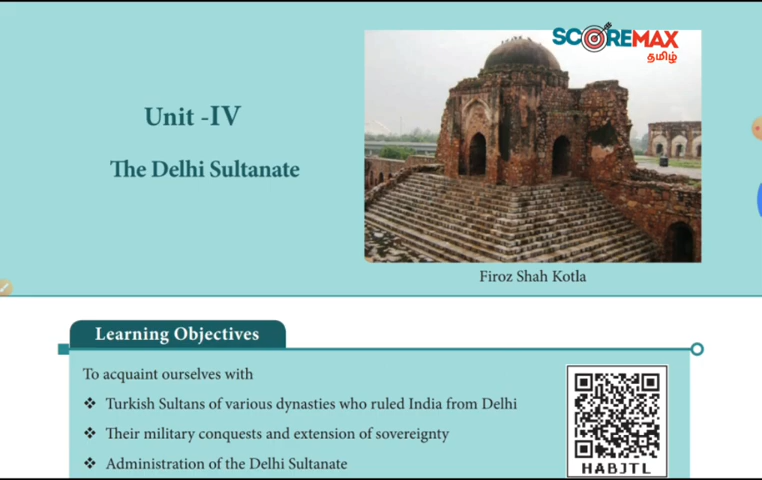 SCOREMAX
தமிழ்
Unit -IV
The Delhi Sultanate
Firoz Shah Kotla
Learning Objectives
To acquaint ourselves with
❖ Turkish Sultans of various dynasties who ruled India from Delhi
❖ Their military conquests and extension of sovereignty
❖ Administration of the Delhi Sultanate
HABJTL